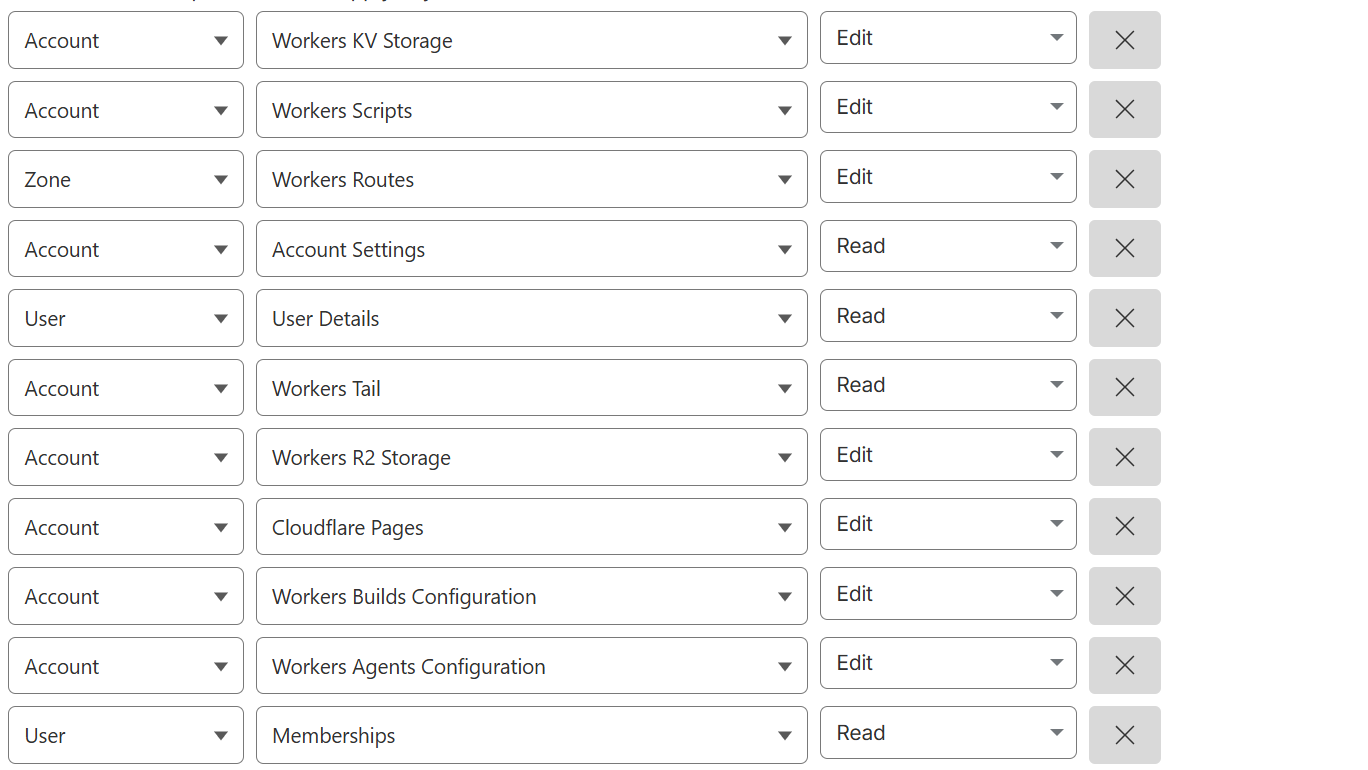 Account Workers KV Storage Edit
Account Workers Scripts Edit
Zone Workers Routes Edit
Account Account Settings Read
User User Details Read
Account Workers Tail Read
Account Workers R2 Storage Edit
Account Cloudflare Pages Edit
Account Workers Builds Configuration Edit
Account Workers Agents Configuration Edit
User Memberships Read